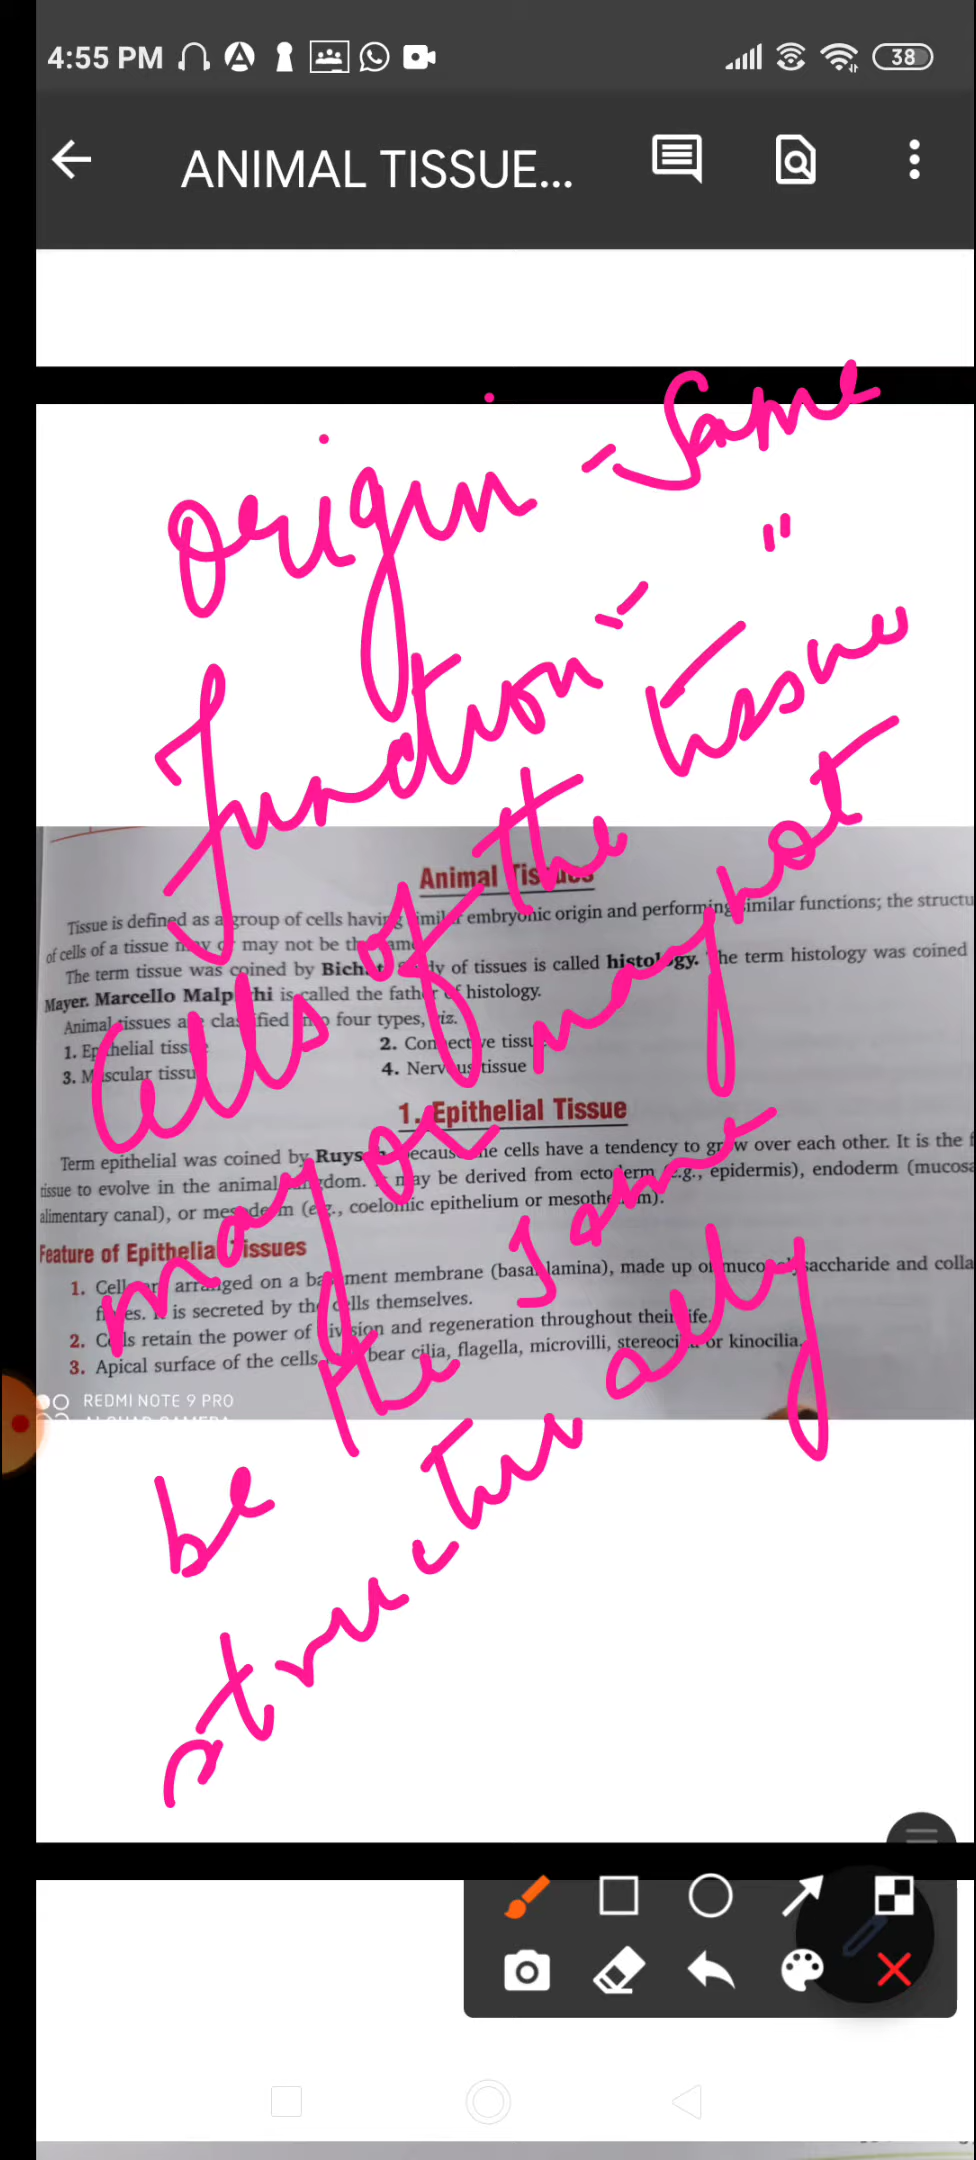 4:55 PM
38
ANIMAL TISSUE...
Origin - Same
Function - "
Cells of the tissue
may or may not
be the same
structurally
Animal Tissues
Tissue is defined as a group of cells having similar embryonic origin and performing similar functions; the structu
of cells of a tissue may or may not be the same
The term tissue was coined by Bichat. Study of tissues is called histology. The term histology was coined
Mayer. Marcello Malpighi is called the father of histology.
Animal tissues are classified into four types, viz.
1. Epithelial tissue
2. Connective tissue
3. Muscular tissue
4. Nervous tissue
1. Epithelial Tissue
Term epithelial was coined by Ruysch because the cells have a tendency to grow over each other. It is the f
tissue to evolve in the animal kingdom. It may be derived from ectoderm (e.g., epidermis), endoderm (mucosa
alimentary canal), or mesoderm (e.g., coelomic epithelium or mesothelium).
Feature of Epithelial Tissues
1. Cells are arranged on a basement membrane (basal lamina), made up of mucopolysaccharide and colla
fibres. It is secreted by the cells themselves.
2. Cells retain the power of division and regeneration throughout their life.
3. Apical surface of the cells bear cilia, flagella, microvilli, stereocilia or kinocilia.
REDMI NOTE 9 PRO